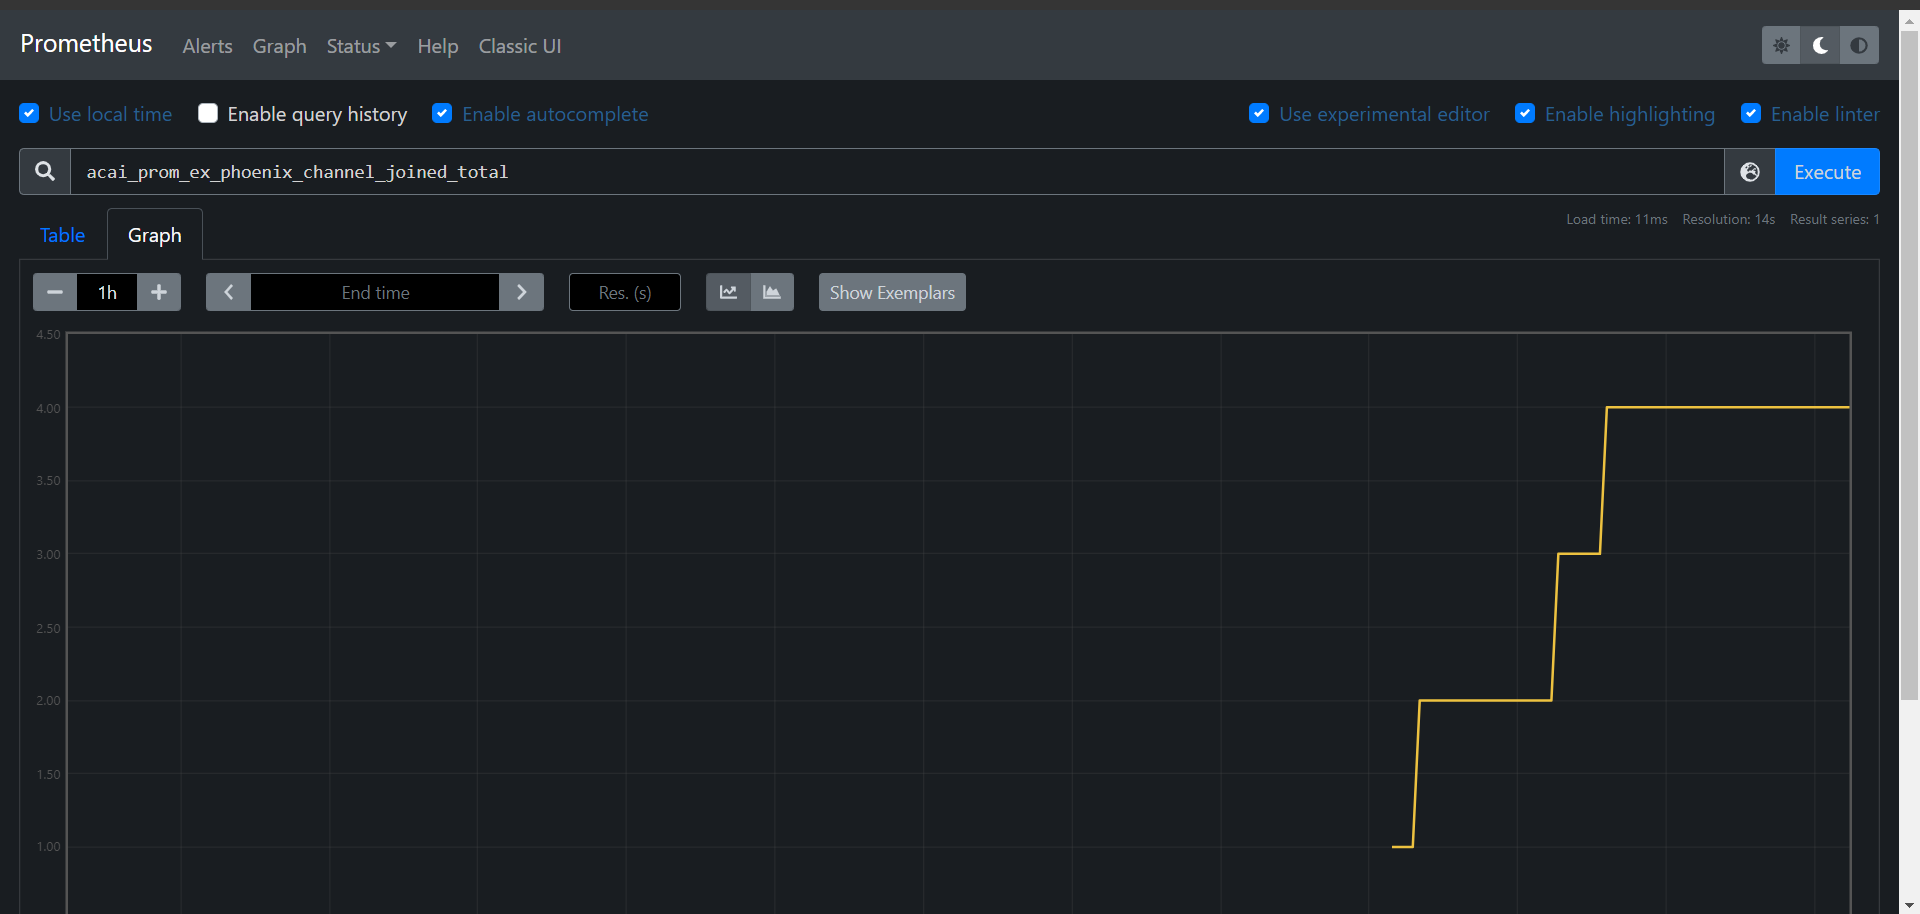 Prometheus Alerts Graph Status Help Classic UI
Use local time Enable query history Enable autocomplete Use experimental editor Enable highlighting Enable linter
acai_prom_ex_phoenix_channel_joined_total Execute
Table Graph Load time: 11ms Resolution: 14s Result series: 1
1h End time Res. (s) Show Exemplars
4.50
4.00
3.50
3.00
2.50
2.00
1.50
1.00